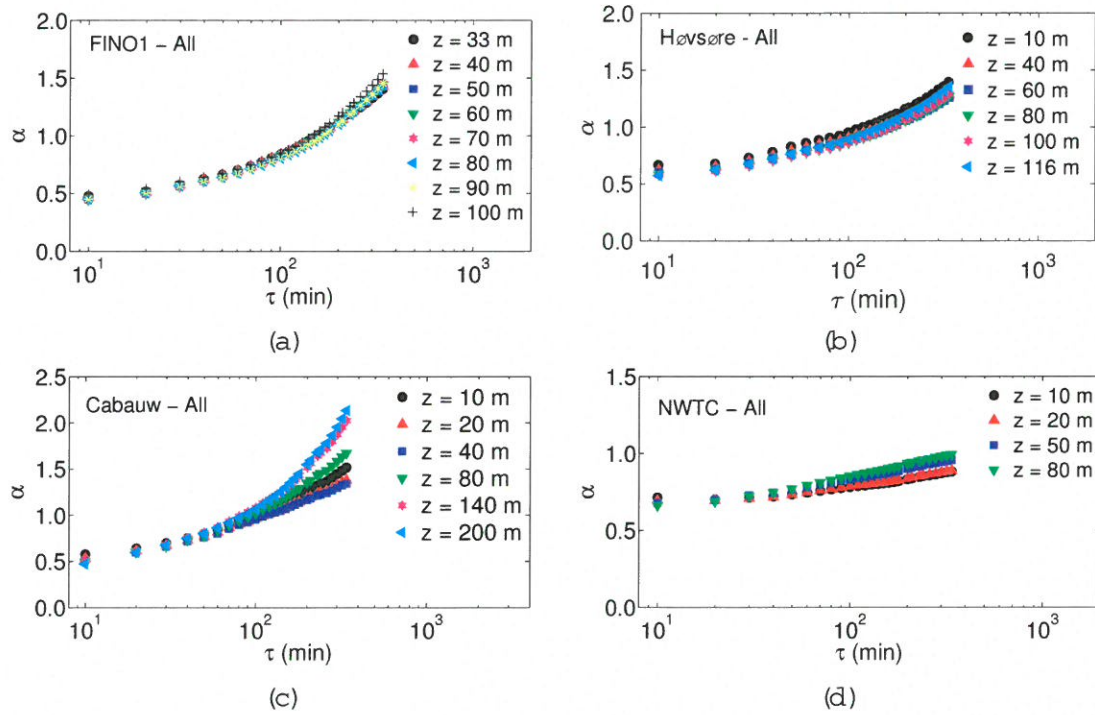 2.0
1.5
1.0
0.5
0.0
α
FINO1 – All
z = 33 m
z = 40 m
z = 50 m
z = 60 m
z = 70 m
z = 80 m
z = 90 m
z = 100 m
10¹
10²
10³
τ (min)
(a)
2.0
1.5
1.0
0.5
0.0
α
Høvsøre - All
z = 10 m
z = 40 m
z = 60 m
z = 80 m
z = 100 m
z = 116 m
10¹
10²
10³
τ (min)
(b)
2.5
2.0
1.5
1.0
0.5
0.0
α
Cabauw – All
z = 10 m
z = 20 m
z = 40 m
z = 80 m
z = 140 m
z = 200 m
10¹
10²
10³
τ (min)
(c)
1.5
1.0
0.5
0.0
α
NWTC – All
z = 10 m
z = 20 m
z = 50 m
z = 80 m
10¹
10²
10³
τ (min)
(d)